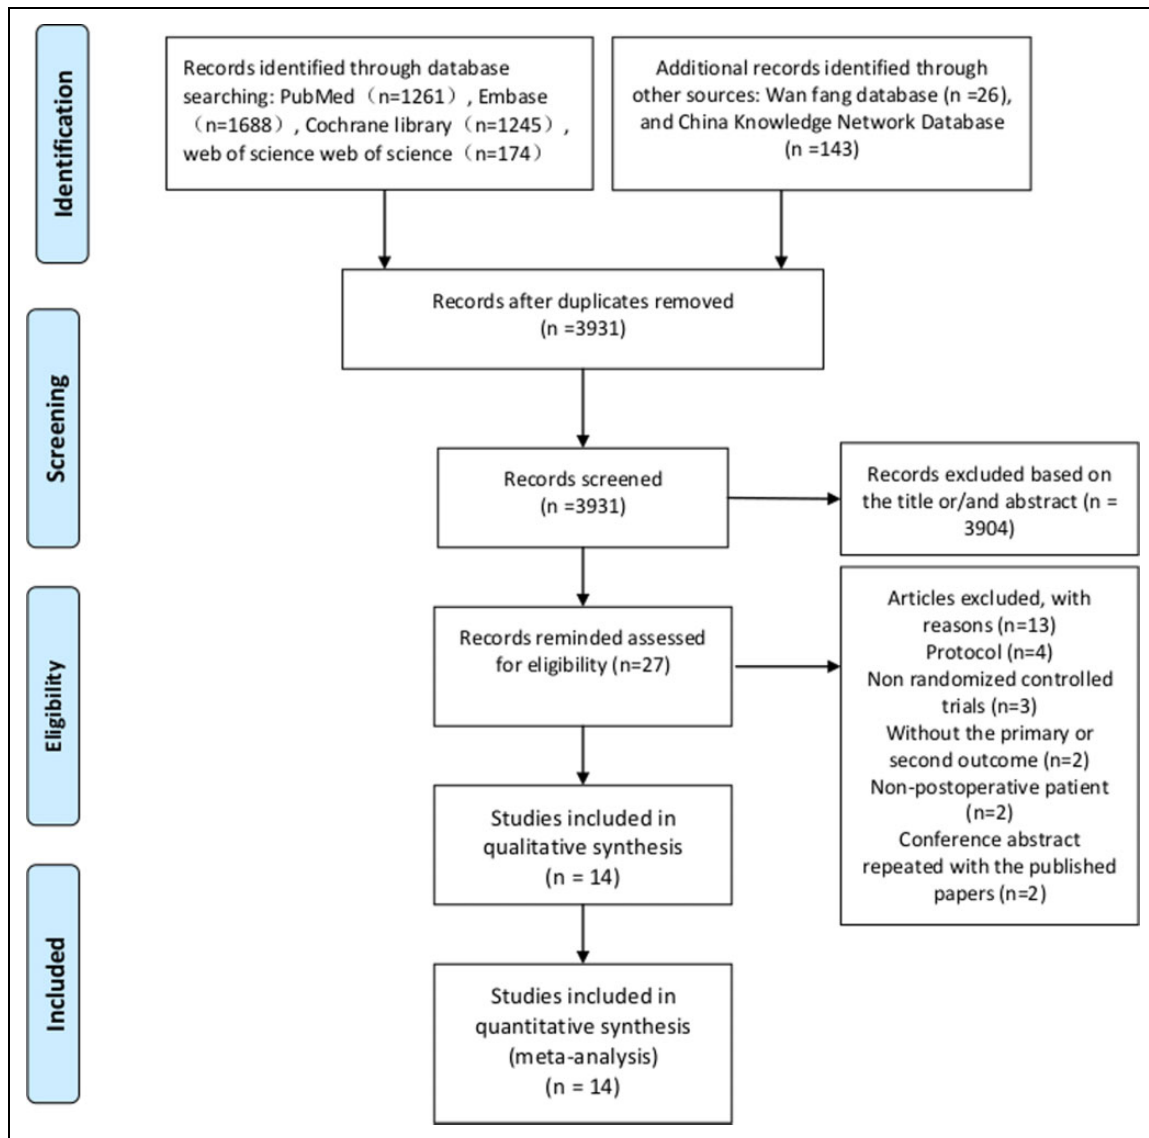 Identification
Records identified through database
searching: PubMed（n=1261）, Embase
（n=1688）, Cochrane library（n=1245）,
web of science web of science（n=174）
Additional records identified through
other sources: Wan fang database (n =26),
and China Knowledge Network Database
(n =143)
Records after duplicates removed
(n =3931)
Screening
Records screened
(n =3931)
Records excluded based on
the title or/and abstract (n =
3904)
Eligibility
Records reminded assessed
for eligibility (n=27)
Articles excluded, with
reasons (n=13)
Protocol (n=4)
Non randomized controlled
trials (n=3)
Without the primary or
second outcome (n=2)
Non-postoperative patient
(n=2)
Conference abstract
repeated with the published
papers (n=2)
Studies included in
qualitative synthesis
(n = 14)
Included
Studies included in
quantitative synthesis
(meta-analysis)
(n = 14)